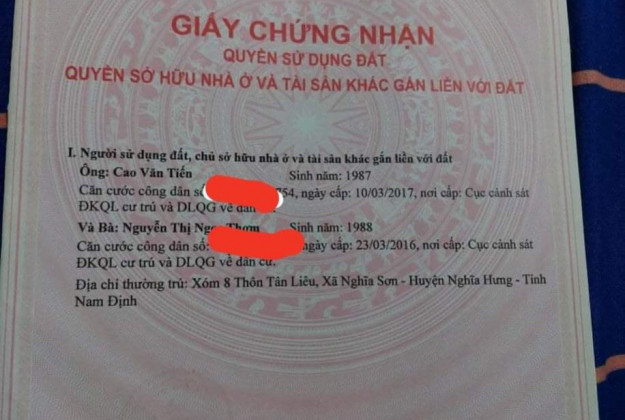 GIẤY CHỨNG NHẬN
QUYỀN SỬ DỤNG ĐẤT
QUYỀN SỞ HỮU NHÀ Ở VÀ TÀI SẢN KHÁC GẮN LIỀN VỚI ĐẤT
I. Người sử dụng đất, chủ sở hữu nhà ở và tài sản khác gắn liền với đất
Ông: Cao Văn Tiến Sinh năm: 1987
Căn cước công dân số 754, ngày cấp: 10/03/2017, nơi cấp: Cục cảnh sát
ĐKQL cư trú và DLQG về dân cư.
Và Bà: Nguyễn Thị Sinh năm: 1988
Căn cước công dân số: ngày cấp: 23/03/2016, nơi cấp: Cục cảnh sát
ĐKQL cư trú và DLQG về dân cư.
Địa chỉ thường trú: Xóm 8 Thôn Tân Liêu, Xã Nghĩa Sơn - Huyện Nghĩa Hưng - Tỉnh
Nam Định